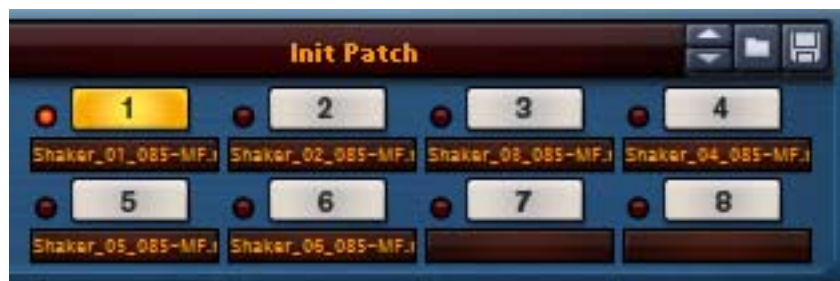 Init Patch
1 2 3 4
Shaker_01_085-MF. Shaker_02_085-MF. Shaker_03_085-MF. Shaker_04_085-MF.
5 6 7 8
Shaker_05_085-MF. Shaker_06_085-MF.